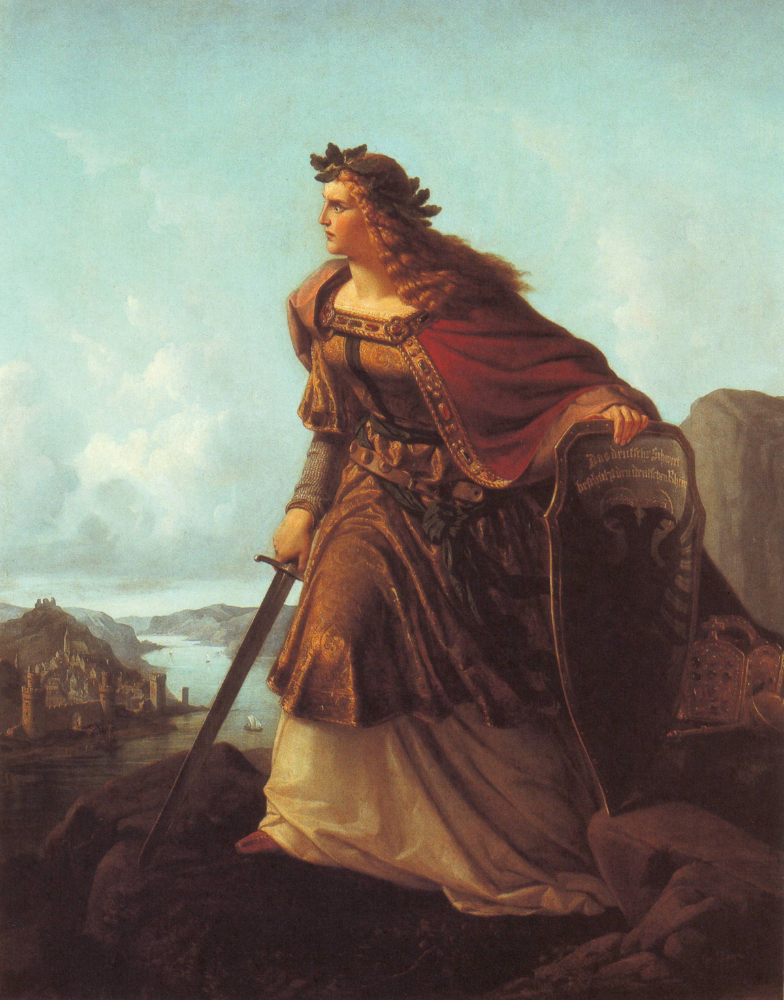 Das deutsche Schwert
beschützt den deutschen Rhein